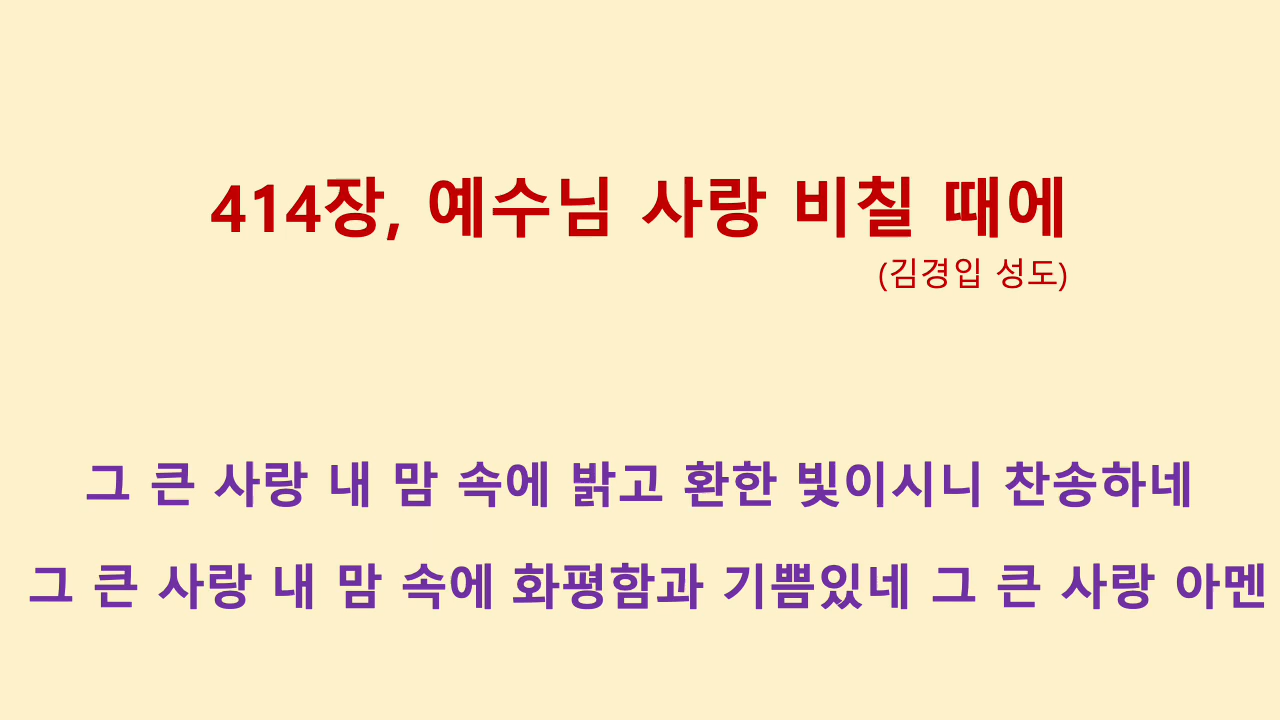 414장, 예수님 사랑 비칠 때에
(김경입 성도)
그 큰 사랑 내 맘 속에 밝고 환한 빛이시니 찬송하네
그 큰 사랑 내 맘 속에 화평함과 기쁨있네 그 큰 사랑 아멘